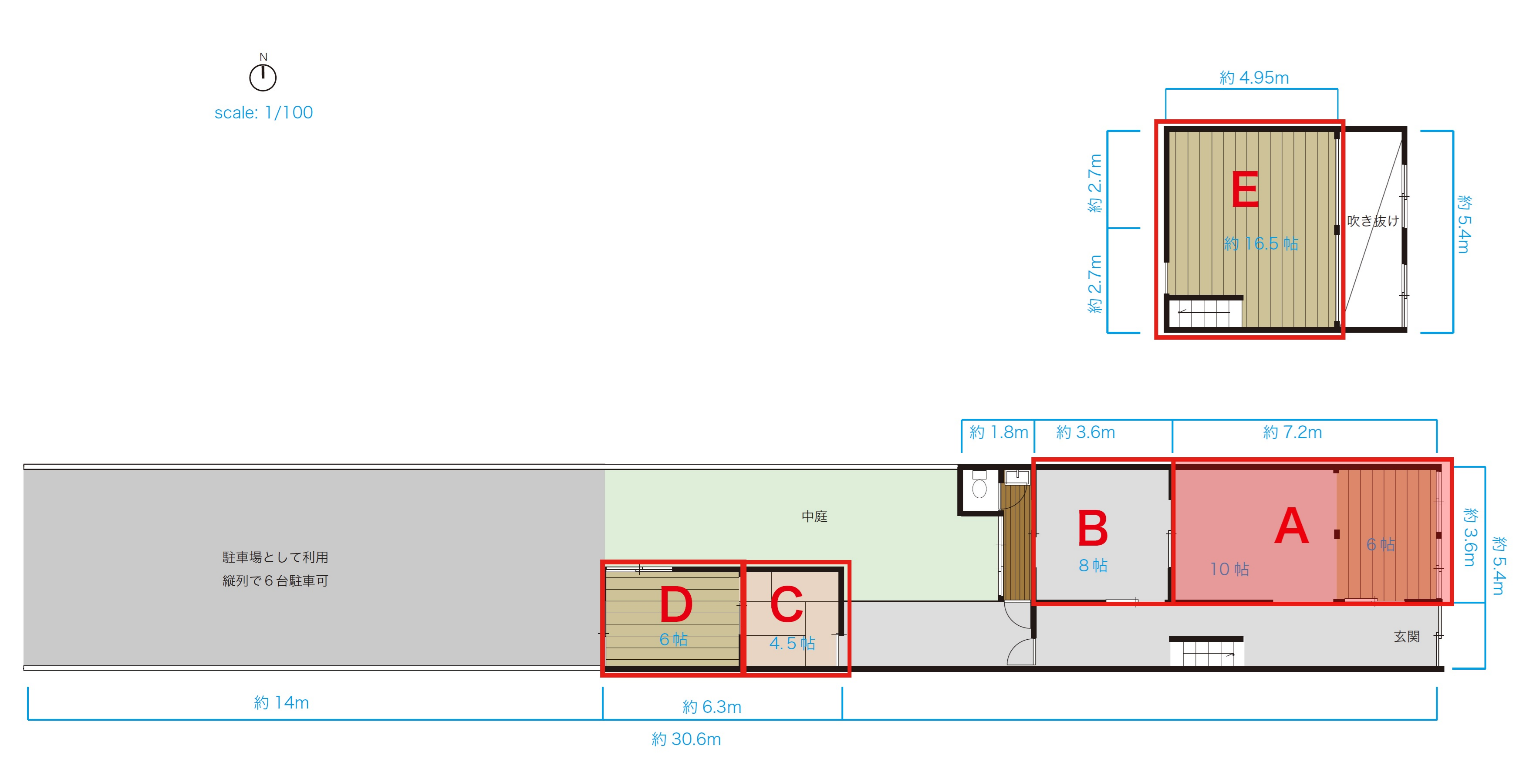 N
scale: 1/100
約 4.95m
約 2.7m
約 2.7m
E
約 16.5 帖
吹き抜け
約 5.4m
約 1.8m
約 3.6m
約 7.2m
駐車場として利用
縦列で６台駐車可
中庭
B
8 帖
A
10 帖
6 帖
約 3.6m
約 5.4m
D
6 帖
C
4. 5 帖
玄関
約 14m
約 6.3m
約 30.6m